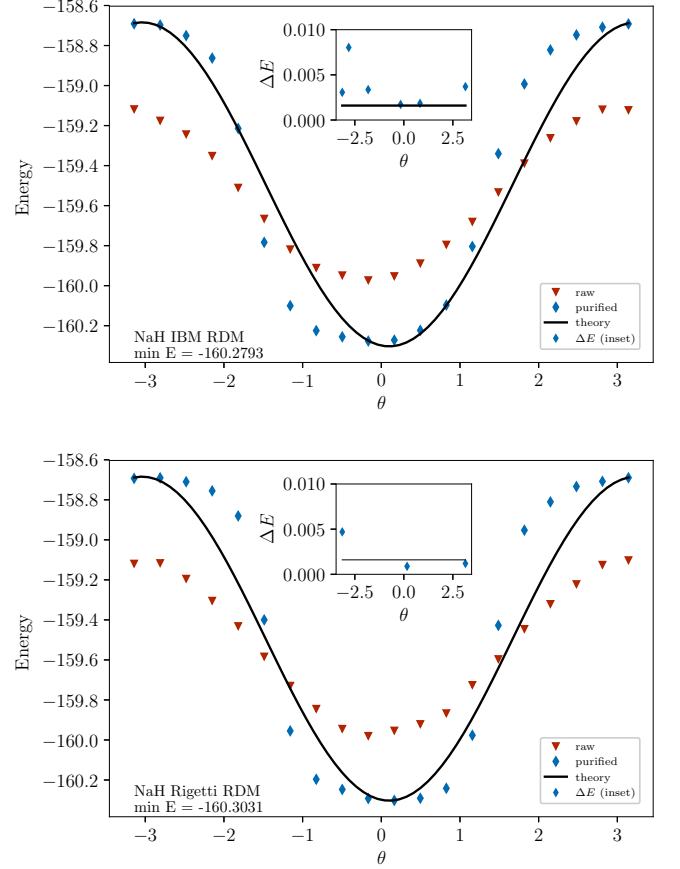 −158.6
−158.8
−159.0
−159.2
−159.4
−159.6
−159.8
−160.0
−160.2
Energy
−3
−2
−1
0
1
2
3
θ
0.010
0.005
0.000
ΔE
−2.5
0.0
2.5
θ
NaH IBM RDM
min E = -160.2793
raw
purified
theory
ΔE (inset)
−158.6
−158.8
−159.0
−159.2
−159.4
−159.6
−159.8
−160.0
−160.2
Energy
−3
−2
−1
0
1
2
3
θ
0.010
0.005
0.000
ΔE
−2.5
0.0
2.5
θ
NaH Rigetti RDM
min E = -160.3031
raw
purified
theory
ΔE (inset)